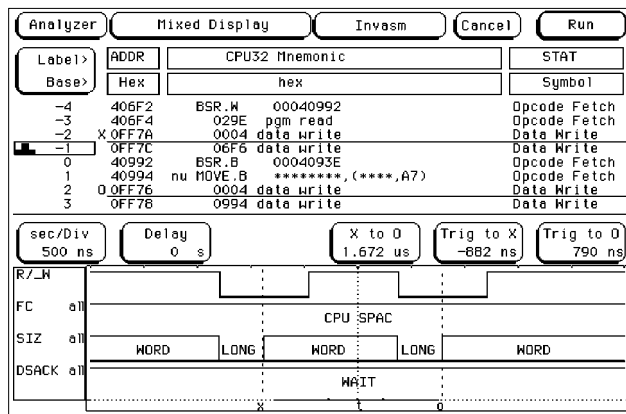 Analyzer Mixed Display Invasm Cancel Run
Label> ADDR CPU32 Mnemonic STAT
Base> Hex hex Symbol
-4 406F2 BSR.W 00040992 Opcode Fetch
-3 406F4 029E pgm read Opcode Fetch
-2 X 0FF7A 0004 data write Data Write
-1 0FF7C 06F6 data write Data Write
0 40992 BSR.B 0004093E Opcode Fetch
1 40994 nu MOVE.B ********,(****,A7) Opcode Fetch
2 O 0FF76 0004 data write Data Write
3 0FF78 0994 data write Data Write
sec/Div Delay X to O Trig to X Trig to O
500 ns 0 s 1.672 us -882 ns 790 ns
R/_W
FC all CPU SPAC
SIZ all WORD LONG WORD LONG WORD
DSACK all WAIT
x t o